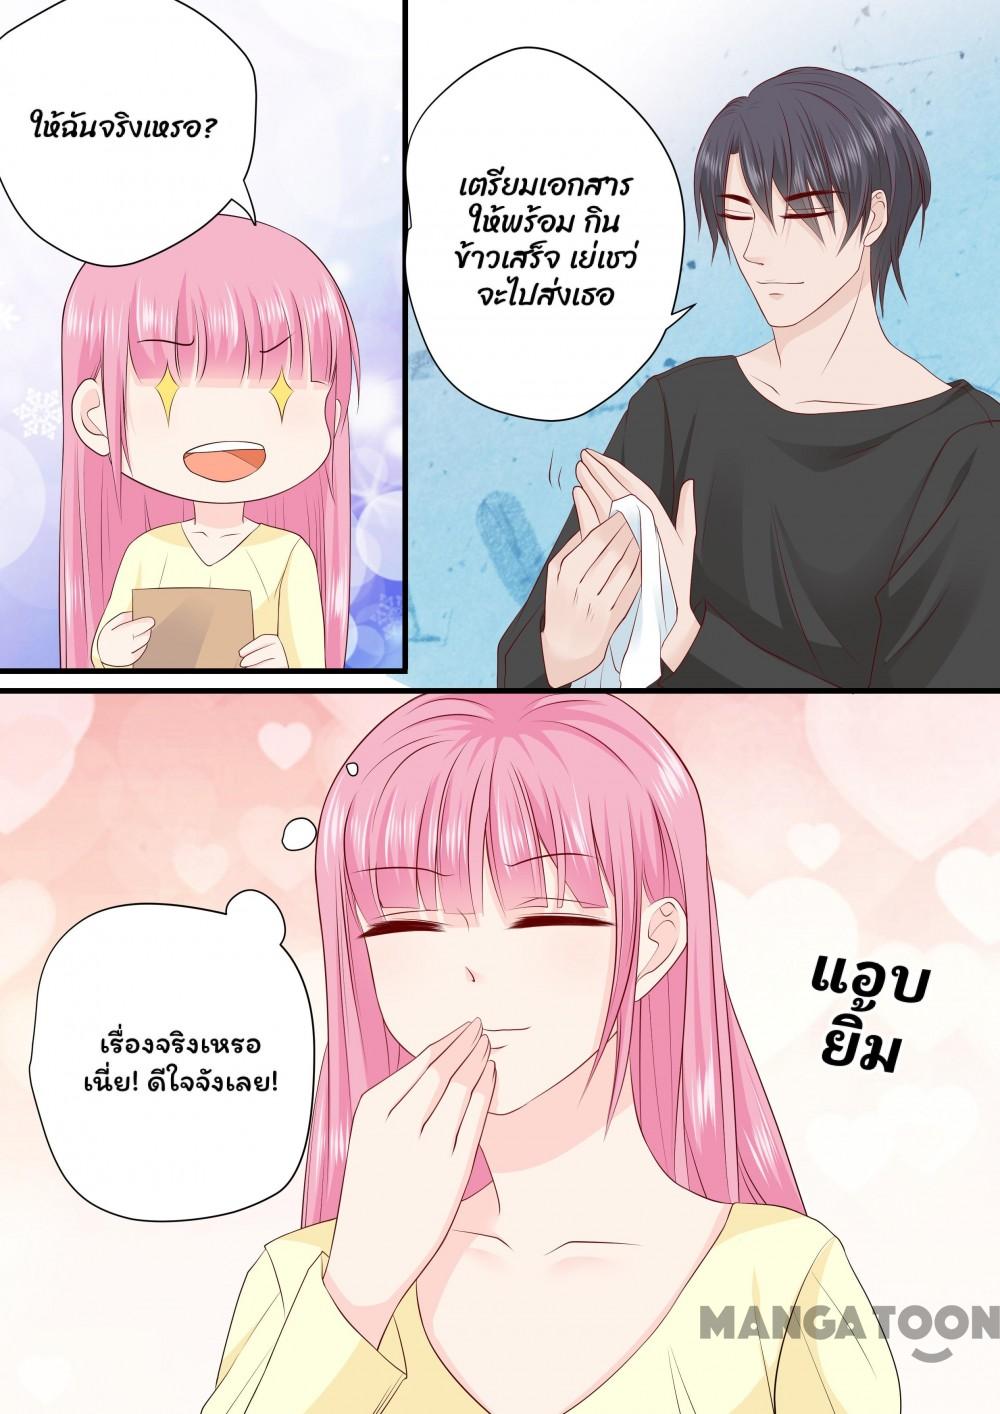 ให้ฉันจริงเหรอ?
เตรียมเอกสาร
ให้พร้อม กิน
ข้าวเสร็จ เย่เชว่
จะไปส่งเธอ
เรื่องจริงเหรอ
เนี่ย! ดีใจจังเลย!
แอบ
ยิ้ม
MANGATOON